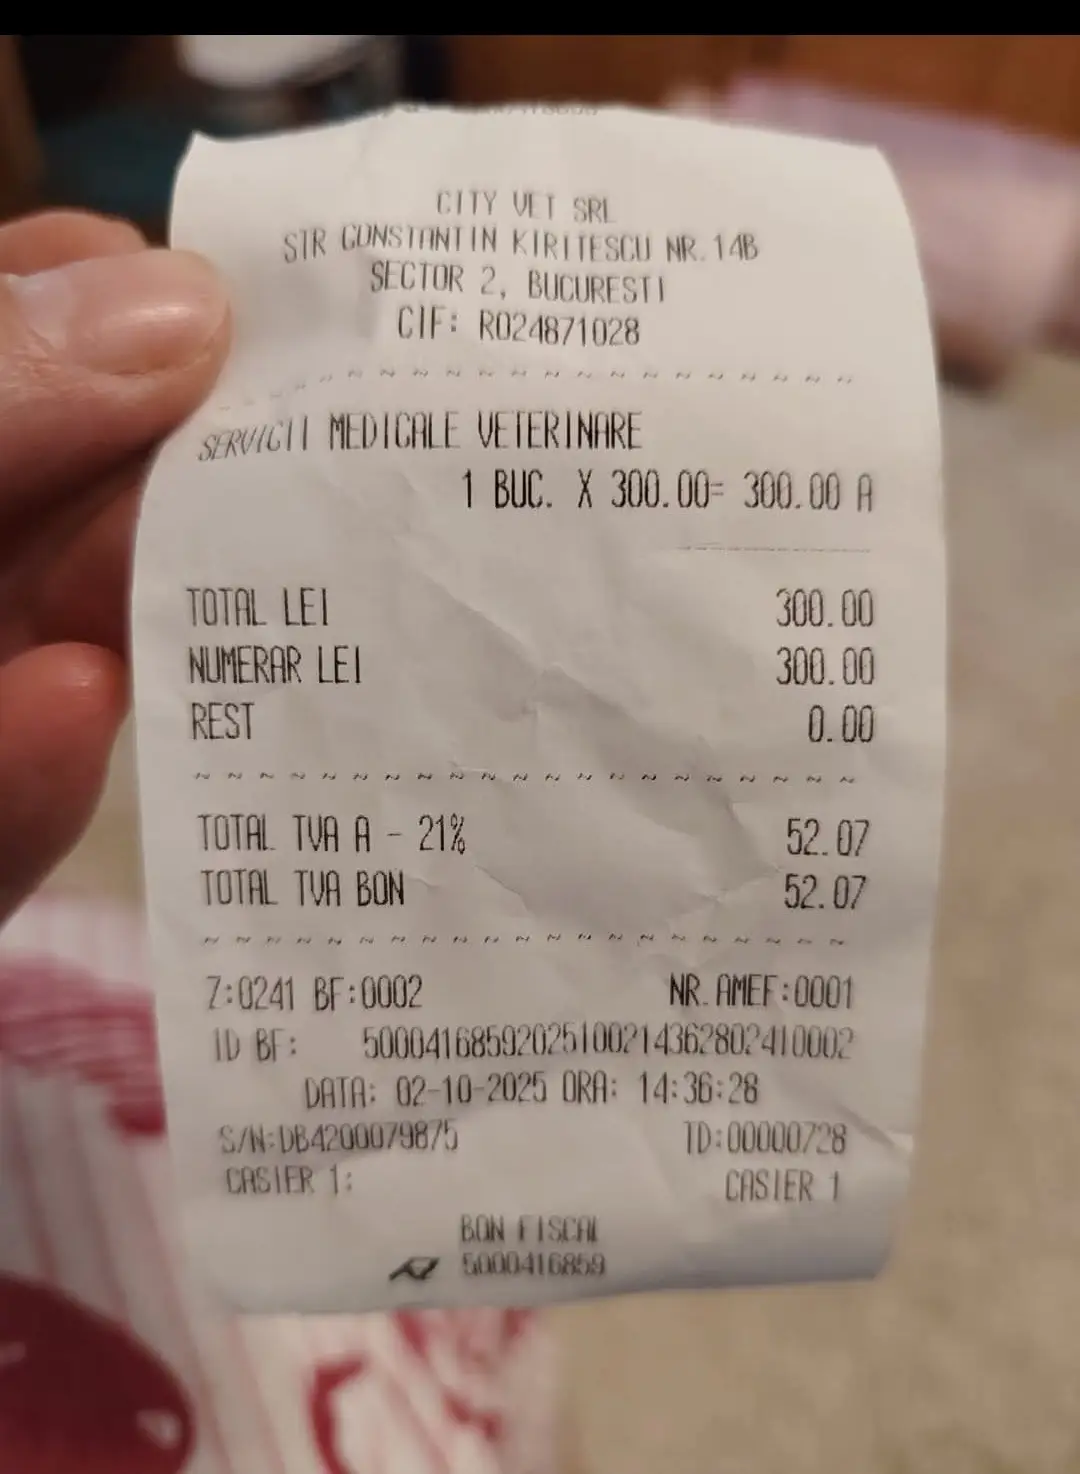 CITY VET SRL
STR CONSTANTIN KIRITESCU NR.14B
SECTOR 2, BUCURESTI
CIF: RO24871028
SERVICII MEDICALE VETERINARE
1 BUC. X 300.00= 300.00 A
TOTAL LEI 300.00
NUMERAR LEI 300.00
REST 0.00
TOTAL TVA A - 21% 52.07
TOTAL TVA BON 52.07
Z:0241 BF:0002 NR.AMEF:0001
ID BF: 50004168592025100214362802410002
DATA: 02-10-2025 ORA: 14:36:28
S/N:DB4200079875 TD:00000728
CASIER 1: CASIER 1
BON FISCAL
5000416859